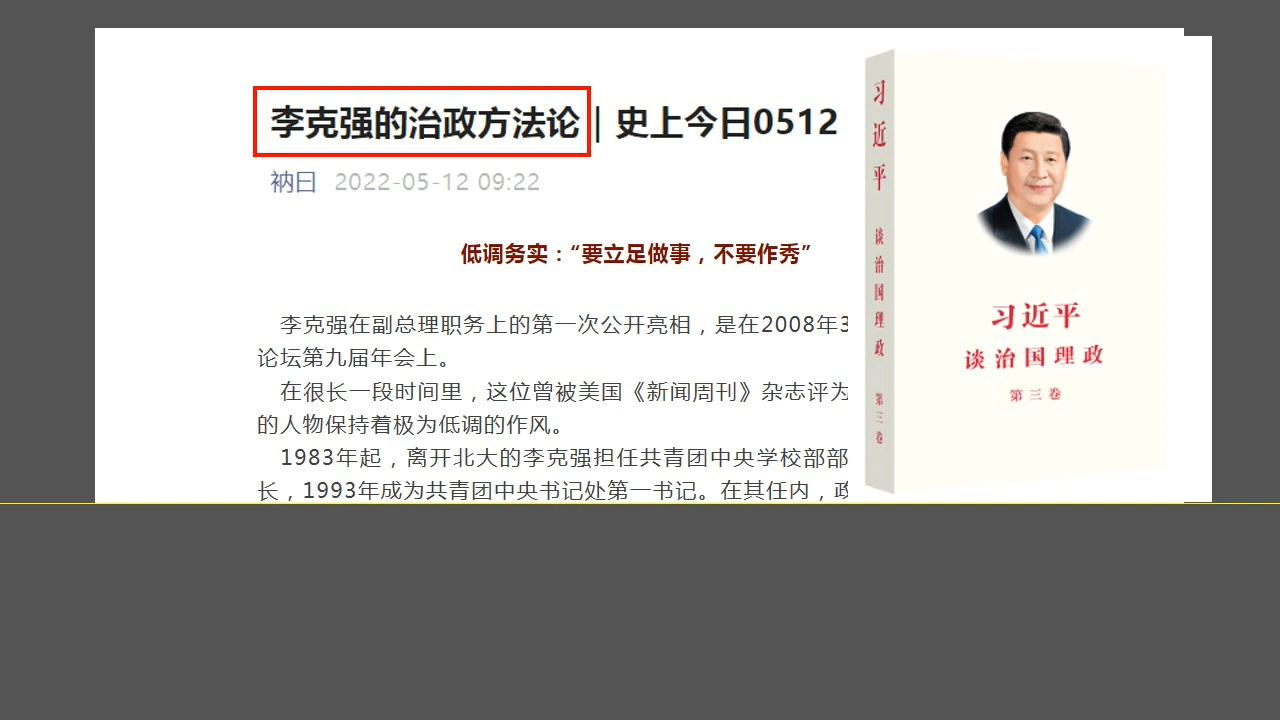 李克强的治政方法论｜史上今日0512
衲曰 2022-05-12 09:22
低调务实：“要立足做事，不要作秀”
李克强在副总理职务上的第一次公开亮相，是在2008年3
论坛第九届年会上。
在很长一段时间里，这位曾被美国《新闻周刊》杂志评为
的人物保持着极为低调的作风。
1983年起，离开北大的李克强担任共青团中央学校部部
长，1993年成为共青团中央书记处第一书记。在其任内，政
习近平 谈治国理政 第三卷
习近平
谈治国理政
第三卷